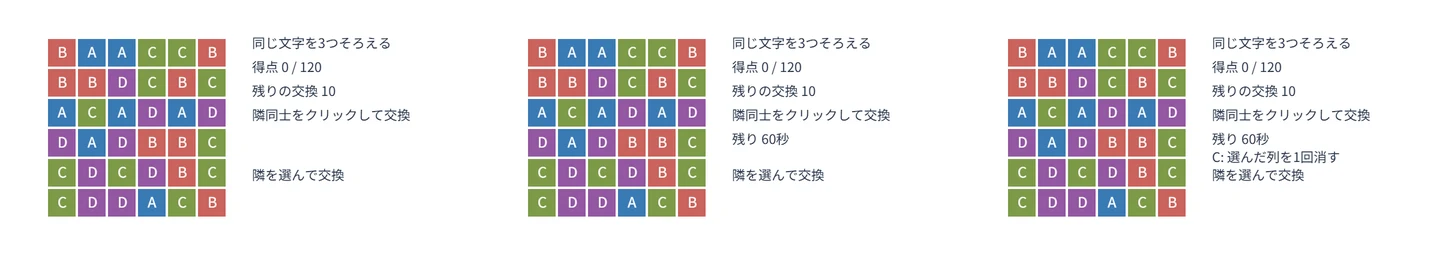 B A A C C B
B B D C B C
A C A D A D
D A D B B C
C D C D B C
C D D A C B
同じ文字を3つそろえる
得点 0 / 120
残りの交換 10
隣同士をクリックして交換
隣を選んで交換
B A A C C B
B B D C B C
A C A D A D
D A D B B C
C D C D B C
C D D A C B
同じ文字を3つそろえる
得点 0 / 120
残りの交換 10
隣同士をクリックして交換
残り 60秒
隣を選んで交換
B A A C C B
B B D C B C
A C A D A D
D A D B B C
C D C D B C
C D D A C B
同じ文字を3つそろえる
得点 0 / 120
残りの交換 10
隣同士をクリックして交換
残り 60秒
C: 選んだ列を1回消す
隣を選んで交換